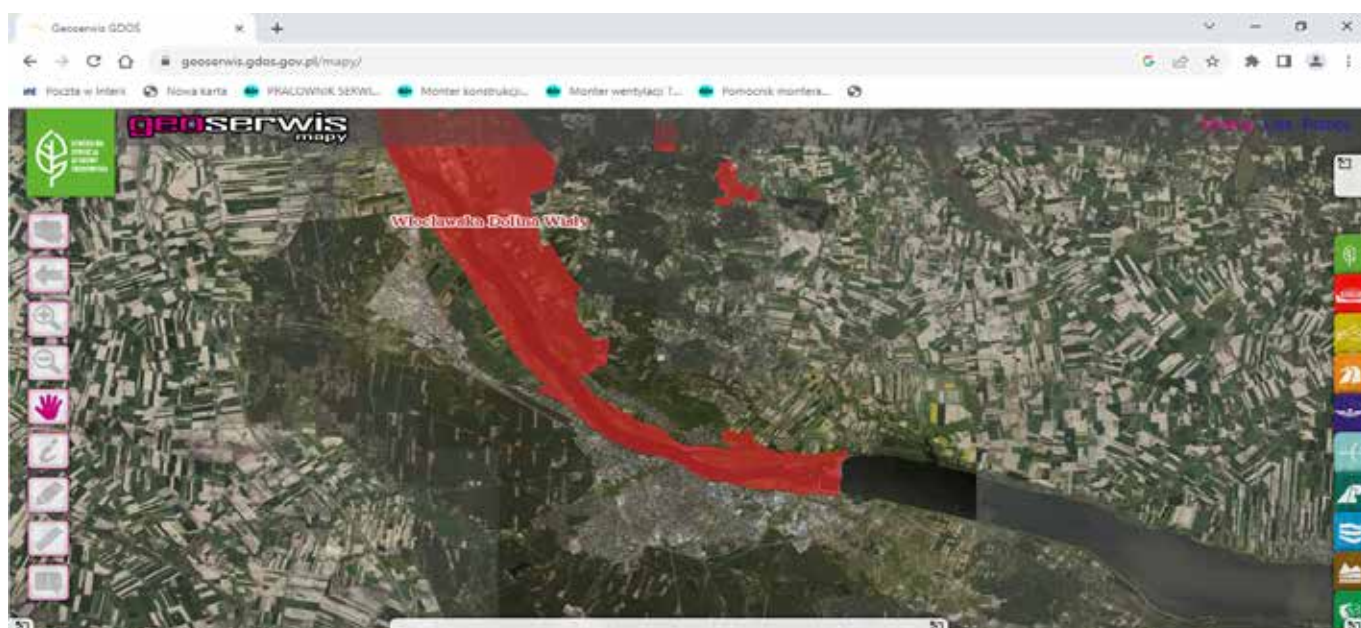 Geoserwis GDOŚ
geoserwis.gdos.gov.pl/mapy/
Poczta w Interii
Nowa karta
PRACOWNIK SERWI...
Monter konstrukcji...
Monter wentylacji T...
Pomocnik montera...
geoserwis
mapy
Włocławska Dolina Wisły